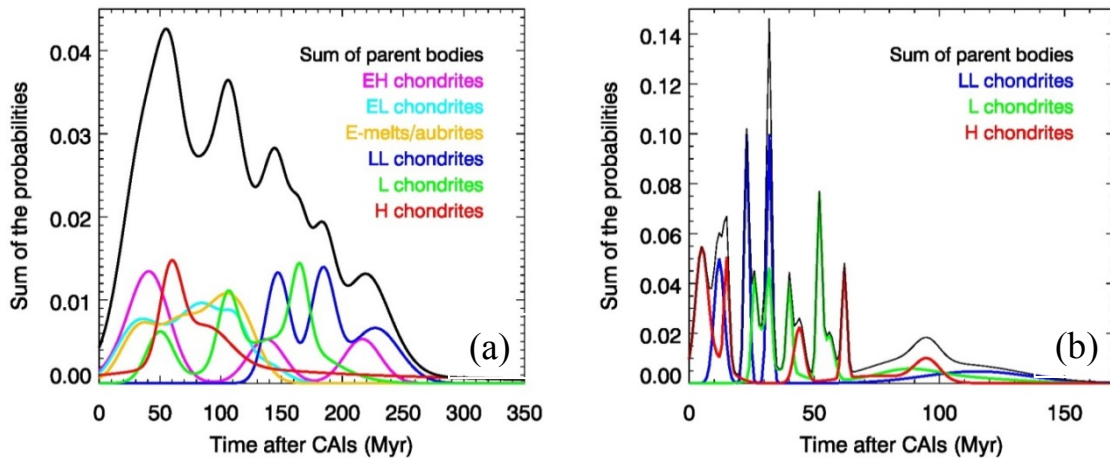 Sum of the probabilities
0.04
0.03
0.02
0.01
0.00
0
50
100
150
200
250
300
350
Time after CAIs (Myr)
Sum of parent bodies
EH chondrites
EL chondrites
E-melts/aubrites
LL chondrites
L chondrites
H chondrites
(a)
Sum of the probabilities
0.14
0.12
0.10
0.08
0.06
0.04
0.02
0.00
0
50
100
150
Time after CAIs (Myr)
Sum of parent bodies
LL chondrites
L chondrites
H chondrites
(b)